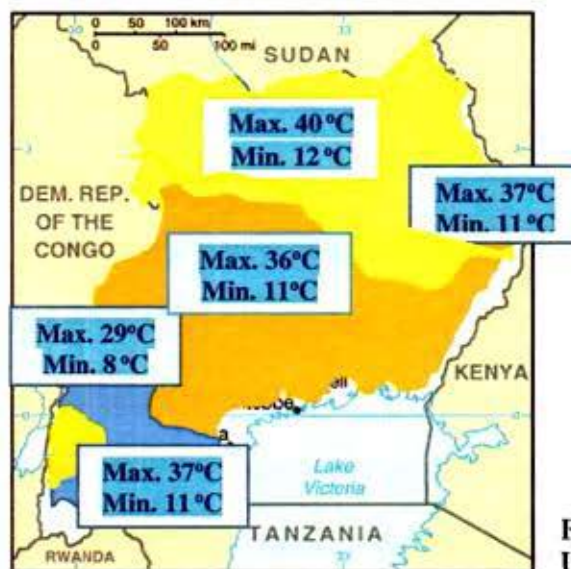 0 50 100 km
0 50 100 mi
SUDAN
Max. 40 °C
Min. 12 °C
DEM. REP.
OF THE
CONGO
Max. 37°C
Min. 11°C
Max. 36°C
Min. 11°C
Max. 29°C
Min. 8 °C
KENYA
Max. 37°C
Min. 11°C
Lake
Victoria
TANZANIA
RWANDA